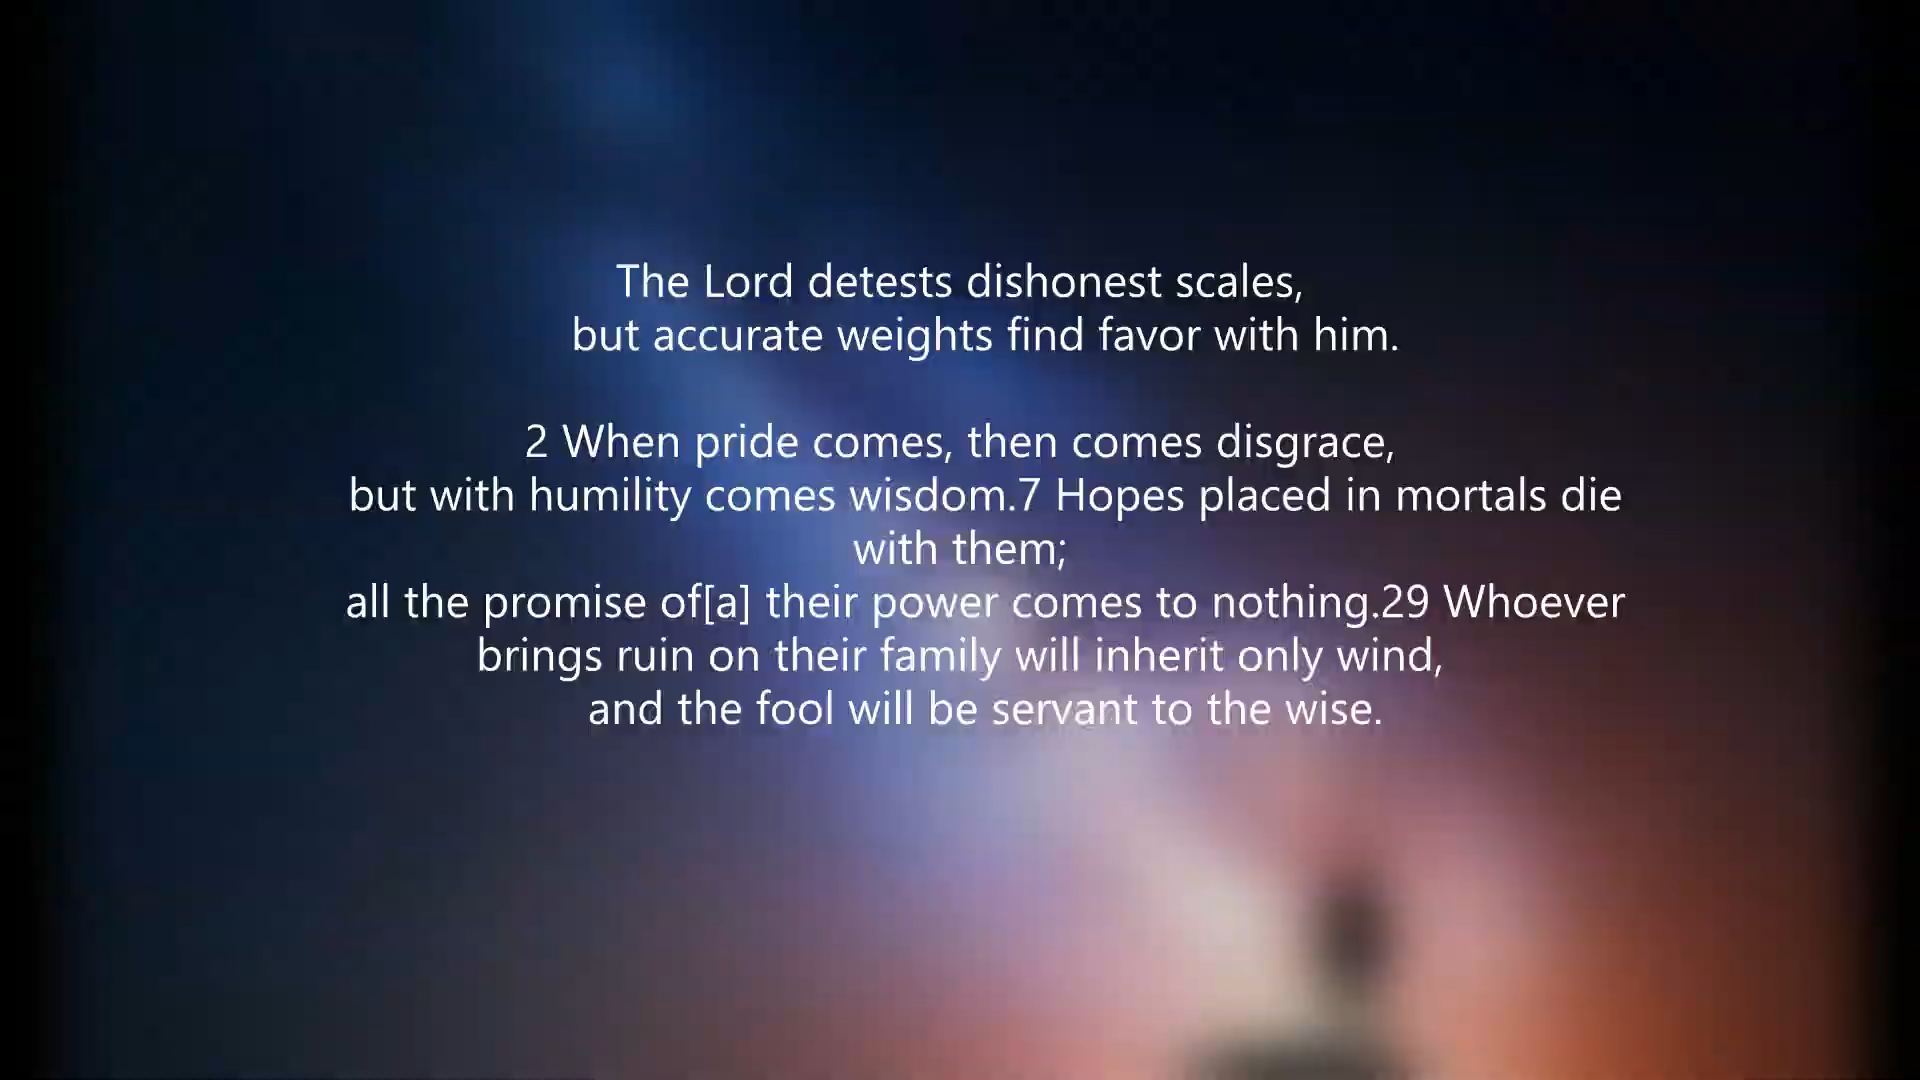 The Lord detests dishonest scales,
but accurate weights find favor with him.
2 When pride comes, then comes disgrace,
but with humility comes wisdom.7 Hopes placed in mortals die
with them;
all the promise of[a] their power comes to nothing.29 Whoever
brings ruin on their family will inherit only wind,
and the fool will be servant to the wise.